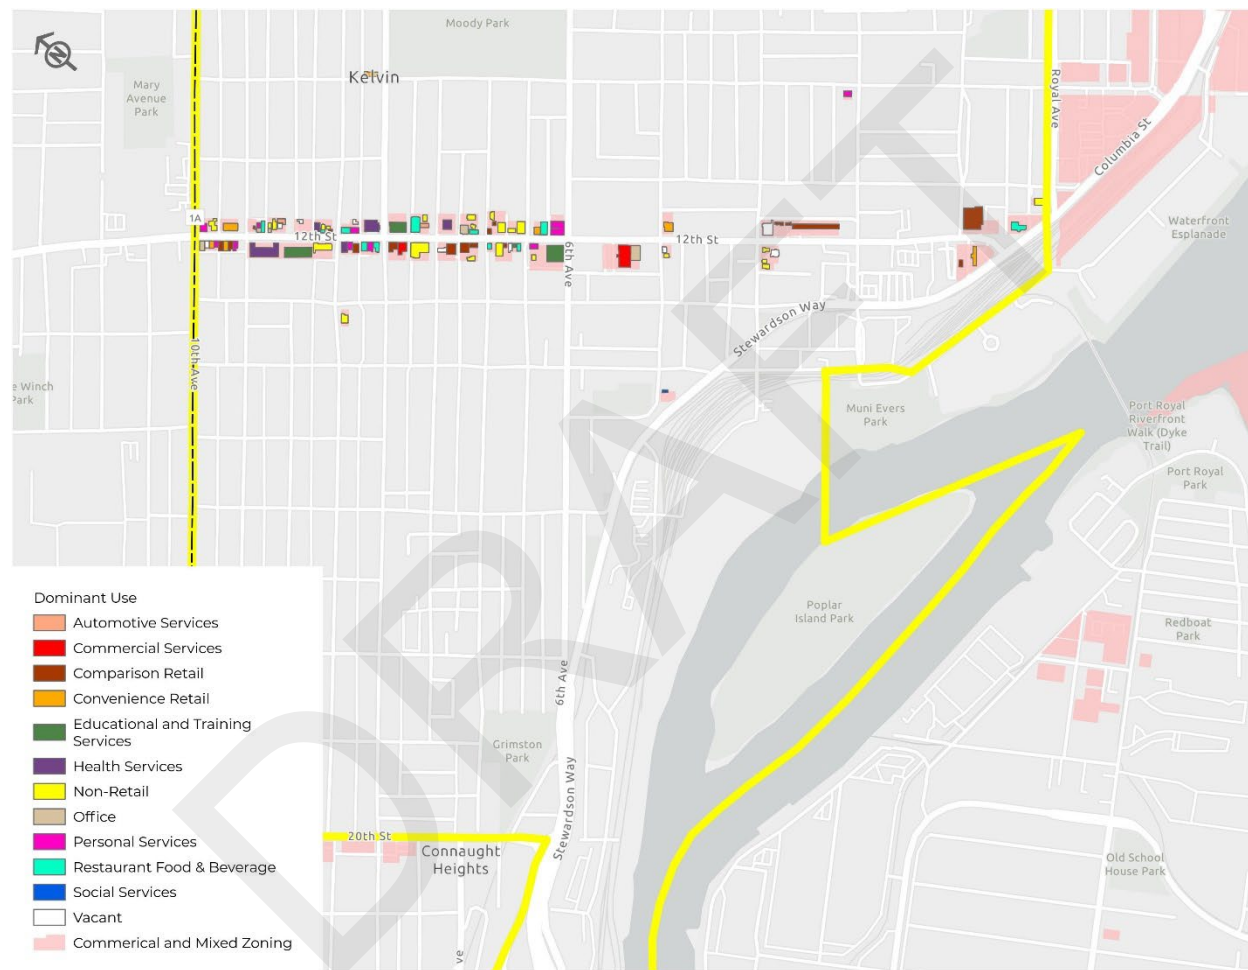 Moody Park
N
Kelvin
Mary
Avenue
Park
Royal Ave
Columbia St
1A
12th St
12th St
6th Ave
Waterfront
Esplanade
Stewardson Way
10th Ave
e Winch
Park
Muni Evers
Park
Port Royal
Riverfront
Walk (Dyke
Trail)
Port Royal
Park
Poplar
Island Park
Redboat
Park
6th Ave
Grimston
Park
Stewardson Way
20th St
Connaught
Heights
Old School
House Park
ve
DRAFT
Dominant Use
Automotive Services
Commercial Services
Comparison Retail
Convenience Retail
Educational and Training
Services
Health Services
Non-Retail
Office
Personal Services
Restaurant Food & Beverage
Social Services
Vacant
Commerical and Mixed Zoning